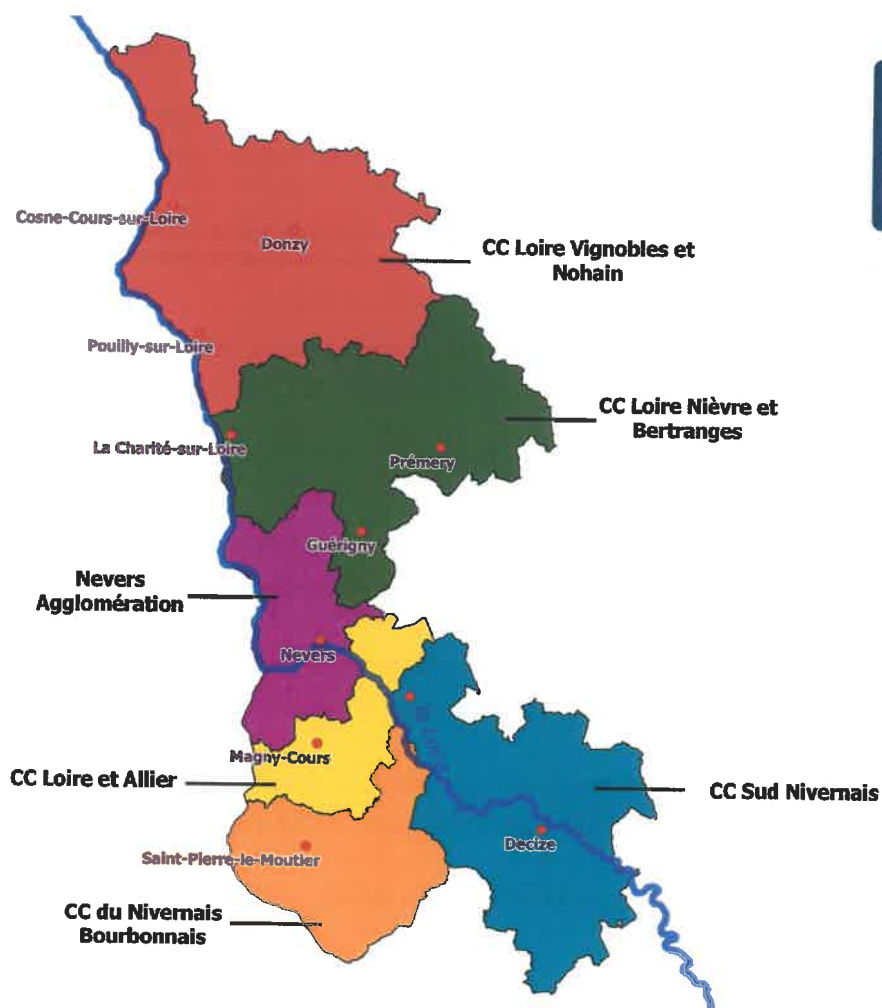 Cosne-Cours-sur-Loire
Donzy
CC Loire Vignobles et
Nohain
Pouilly-sur-Loire
CC Loire Nièvre et
Bertranges
La Charité-sur-Loire
Prémery
Guérigny
Nevers
Agglomération
Nevers
Magny-Cours
CC Loire et Allier
CC Sud Nivernais
Decize
Saint-Pierre-le-Moutier
CC du Nivernais
Bourbonnais